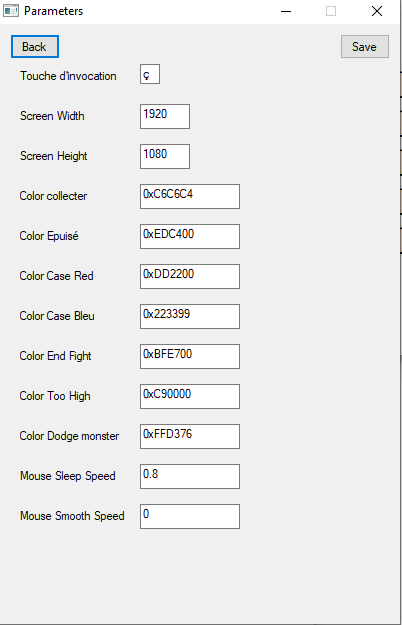 Parameters
Back Save
Touche d'invocation ç
Screen Width 1920
Screen Height 1080
Color collecter 0xC6C6C4
Color Epuisé 0xEDC400
Color Case Red 0xDD2200
Color Case Bleu 0x223399
Color End Fight 0xBFE700
Color Too High 0xC90000
Color Dodge monster 0xFFD376
Mouse Sleep Speed 0.8
Mouse Smooth Speed 0